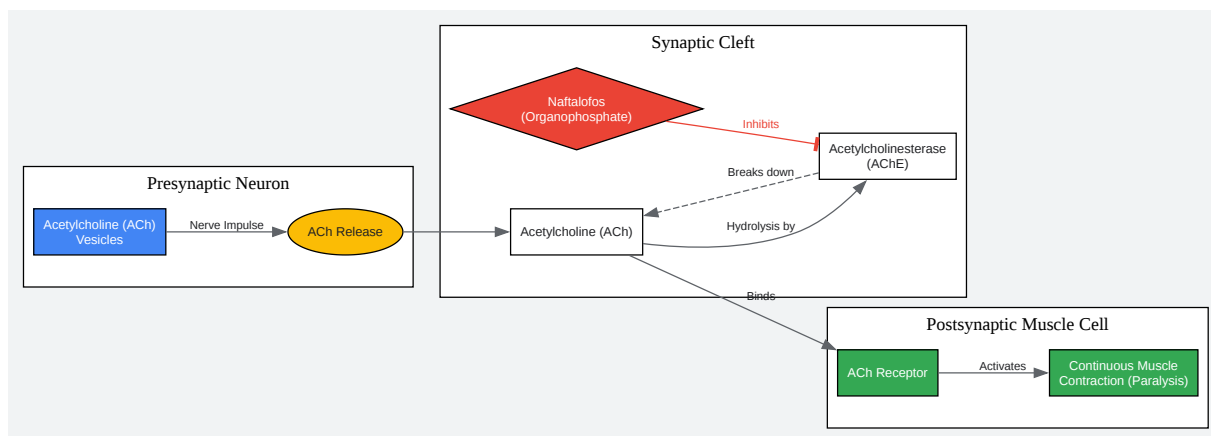 Synaptic Cleft
Naftalofos
(Organophosphate)
Inhibits
Acetylcholinesterase
(AChE)
Breaks down
Presynaptic Neuron
Acetylcholine (ACh)
Vesicles
Nerve Impulse
ACh Release
Acetylcholine (ACh)
Hydrolysis by
Binds
Postsynaptic Muscle Cell
ACh Receptor
Activates
Continuous Muscle
Contraction (Paralysis)